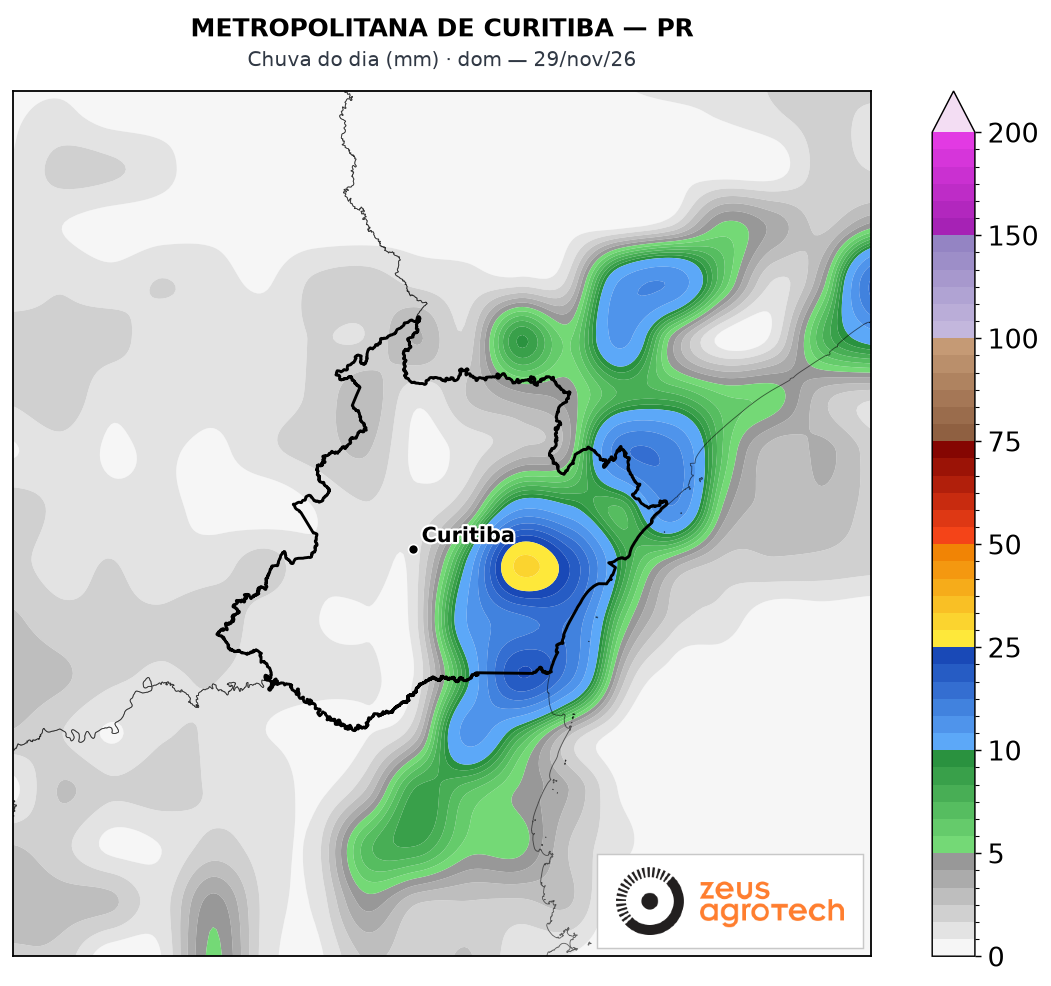 METROPOLITANA DE CURITIBA — PR
Chuva do dia (mm) · dom — 29/nov/26
200
150
100
75
50
25
10
5
0
Curitiba
zeus
agrotech